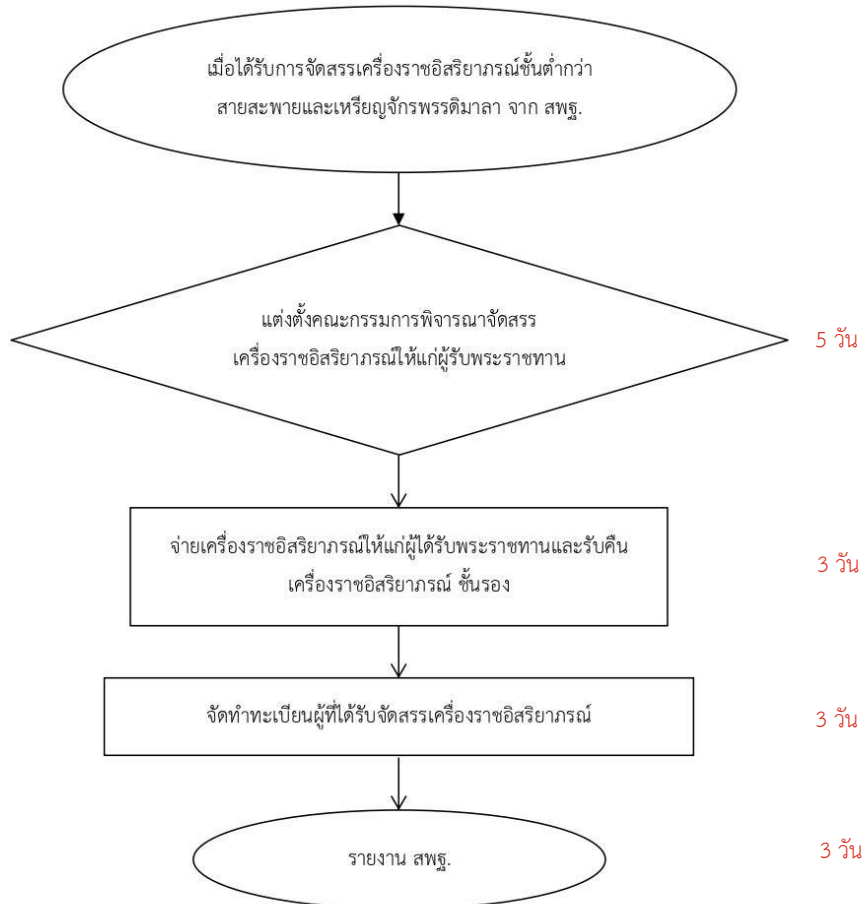 เมื่อได้รับการจัดสรรเครื่องราชอิสริยาภรณ์ชั้นต่ำกว่า
สายสะพายและเหรียญจักรพรรดิมาลา จาก สพฐ.
แต่งตั้งคณะกรรมการพิจารณาจัดสรร
เครื่องราชอิสริยาภรณ์ให้แก่ผู้รับพระราชทาน
5 วัน
จ่ายเครื่องราชอิสริยาภรณ์ให้แก่ผู้ได้รับพระราชทานและรับคืน
เครื่องราชอิสริยาภรณ์ ชั้นรอง
3 วัน
จัดทำทะเบียนผู้ที่ได้รับจัดสรรเครื่องราชอิสริยาภรณ์
3 วัน
รายงาน สพฐ.
3 วัน